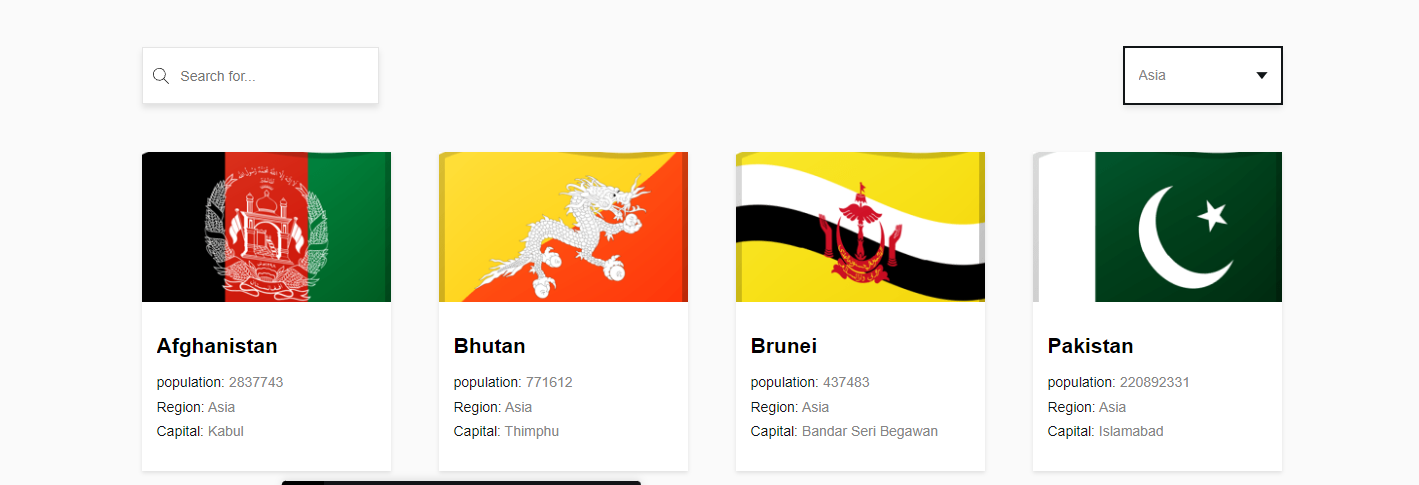 Search for...
Asia
Afghanistan
population: 2837743
Region: Asia
Capital: Kabul
Bhutan
population: 771612
Region: Asia
Capital: Thimphu
Brunei
population: 437483
Region: Asia
Capital: Bandar Seri Begawan
Pakistan
population: 220892331
Region: Asia
Capital: Islamabad